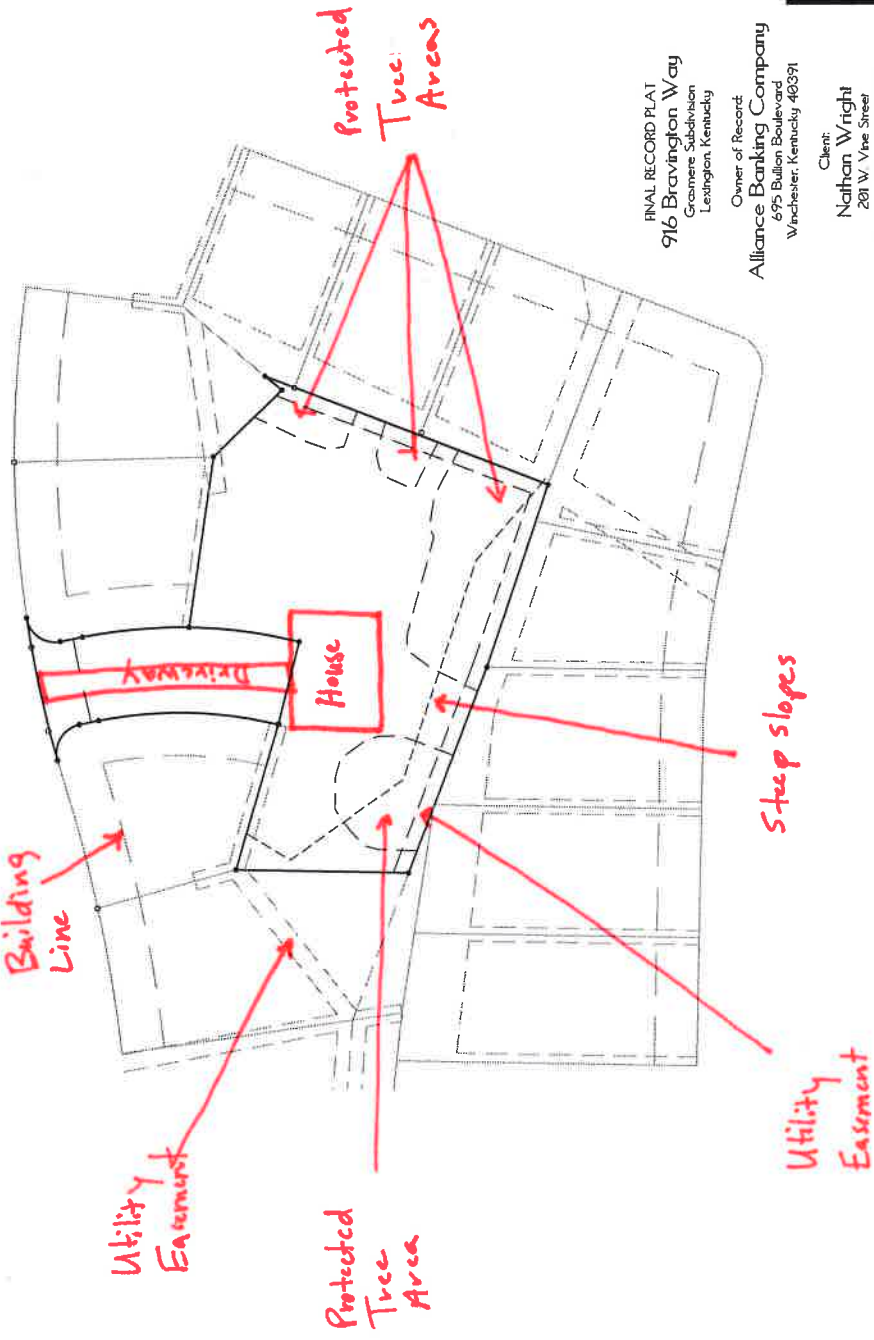 Building
Line
Utility
Easement
Protected
Tree
Area
Driveway
House
Protected
Tree
Areas
Steep Slopes
Utility
Easement
FINAL RECORD PLAT
916 Bravington Way
Grasmere Subdivision
Lexington, Kentucky
Owner of Record:
Alliance Banking Company
695 Bullion Boulevard
Winchester, Kentucky 40391
Client:
Nathan Wright
201 W. Vine Street